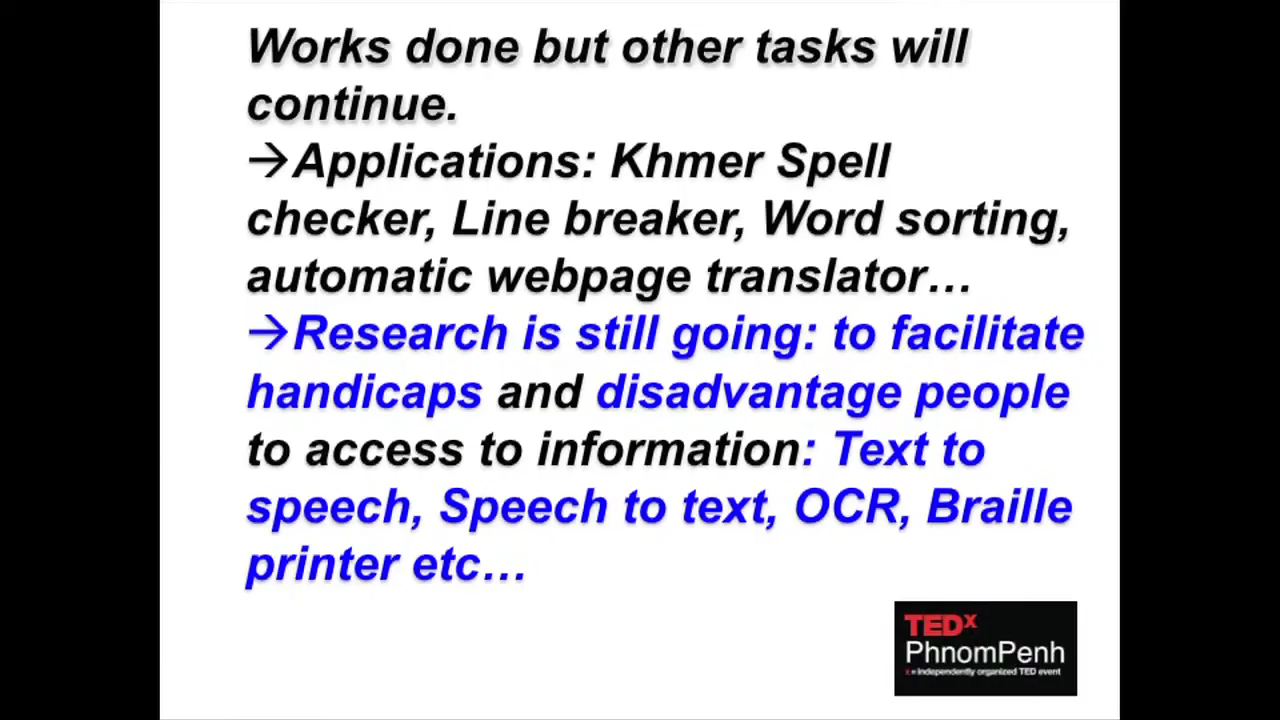 Works done but other tasks will
continue.
→Applications: Khmer Spell
checker, Line breaker, Word sorting,
automatic webpage translator…
→Research is still going: to facilitate
handicaps and disadvantage people
to access to information: Text to
speech, Speech to text, OCR, Braille
printer etc…
TEDx
PhnomPenh
x = independently organized TED event